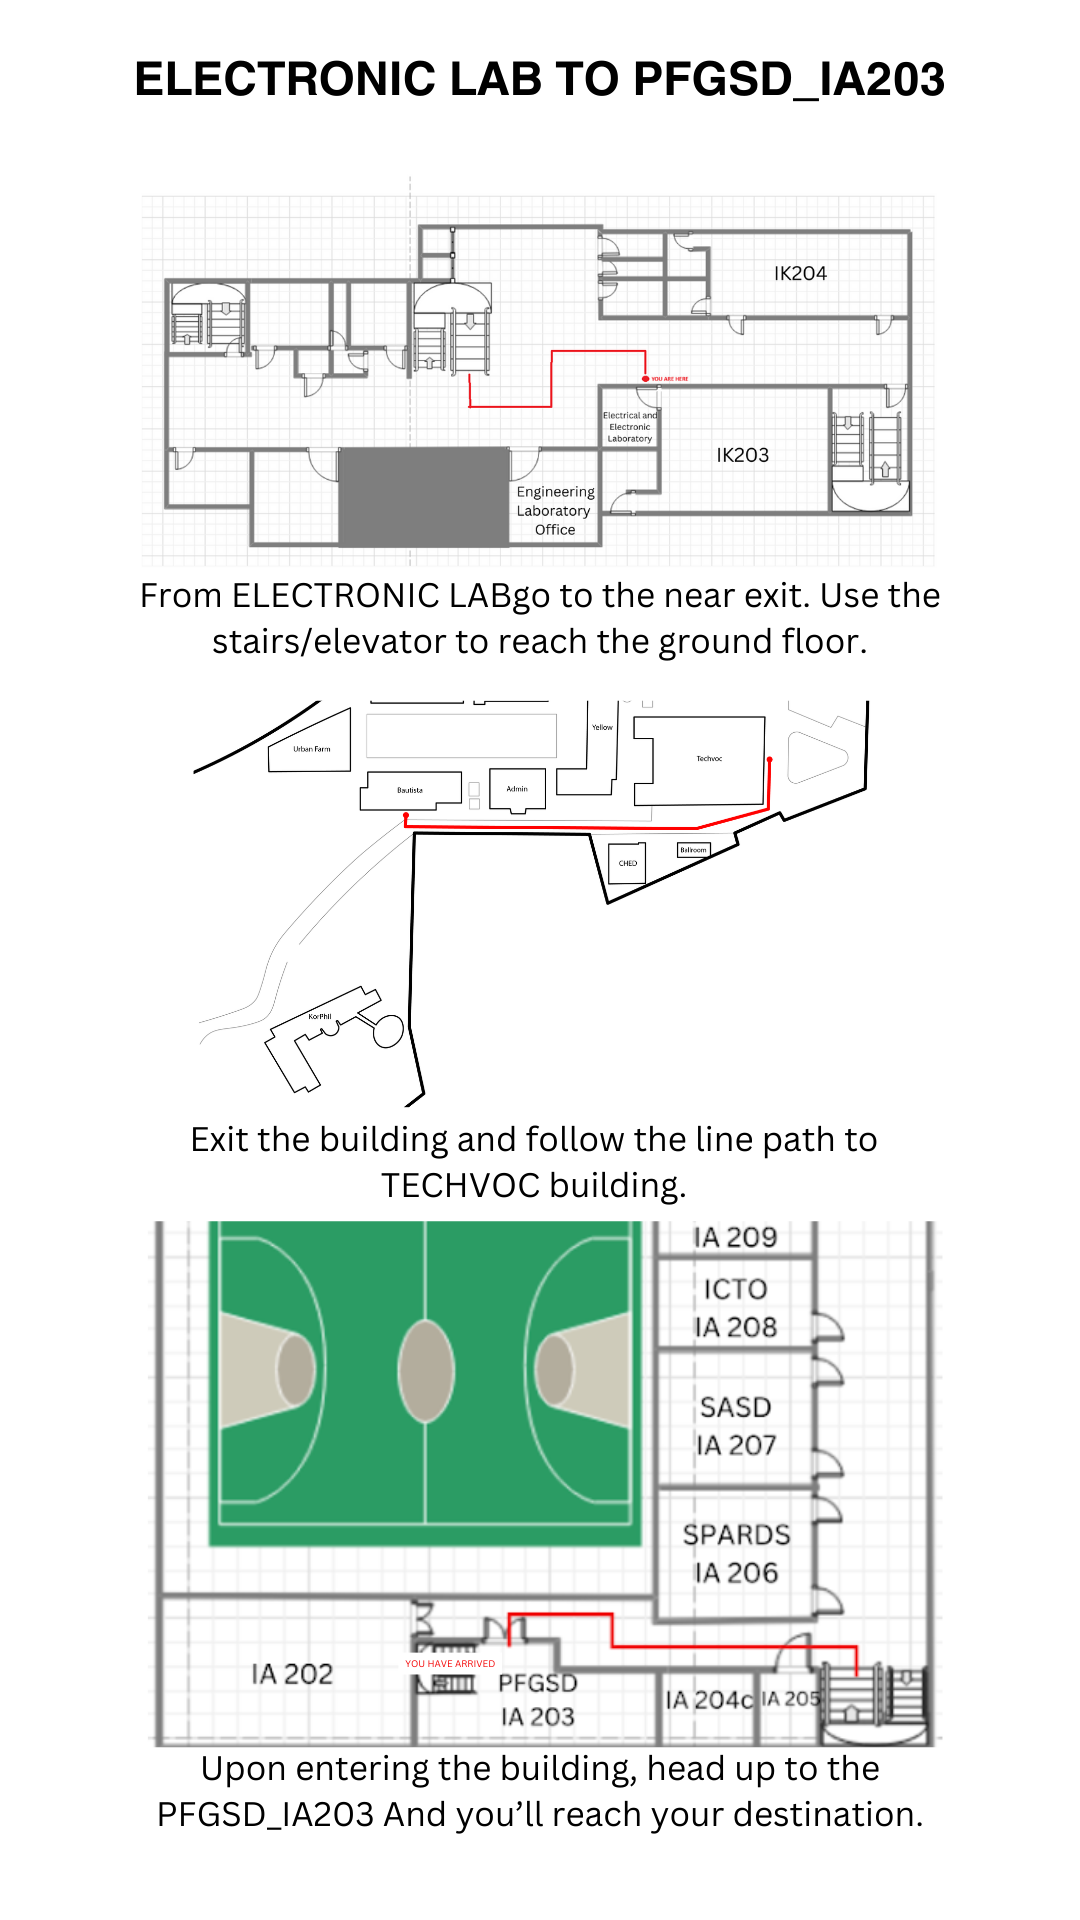 ELECTRONIC LAB TO PFGSD_IA203
IK204
YOU ARE HERE
Electrical and
Electronic
Laboratory
IK203
Engineering
Laboratory
Office
From ELECTRONIC LABgo to the near exit. Use the
stairs/elevator to reach the ground floor.
Yellow
Urban Farm
Techvoc
Bautista
Admin
Ballroom
CHED
KorPhil
Exit the building and follow the line path to
TECHVOC building.
IA 209
ICTO
IA 208
SASD
IA 207
SPARDS
IA 206
YOU HAVE ARRIVED
IA 202
PFGSD
IA 203
IA 204c
IA 205
Upon entering the building, head up to the
PFGSD_IA203 And you’ll reach your destination.